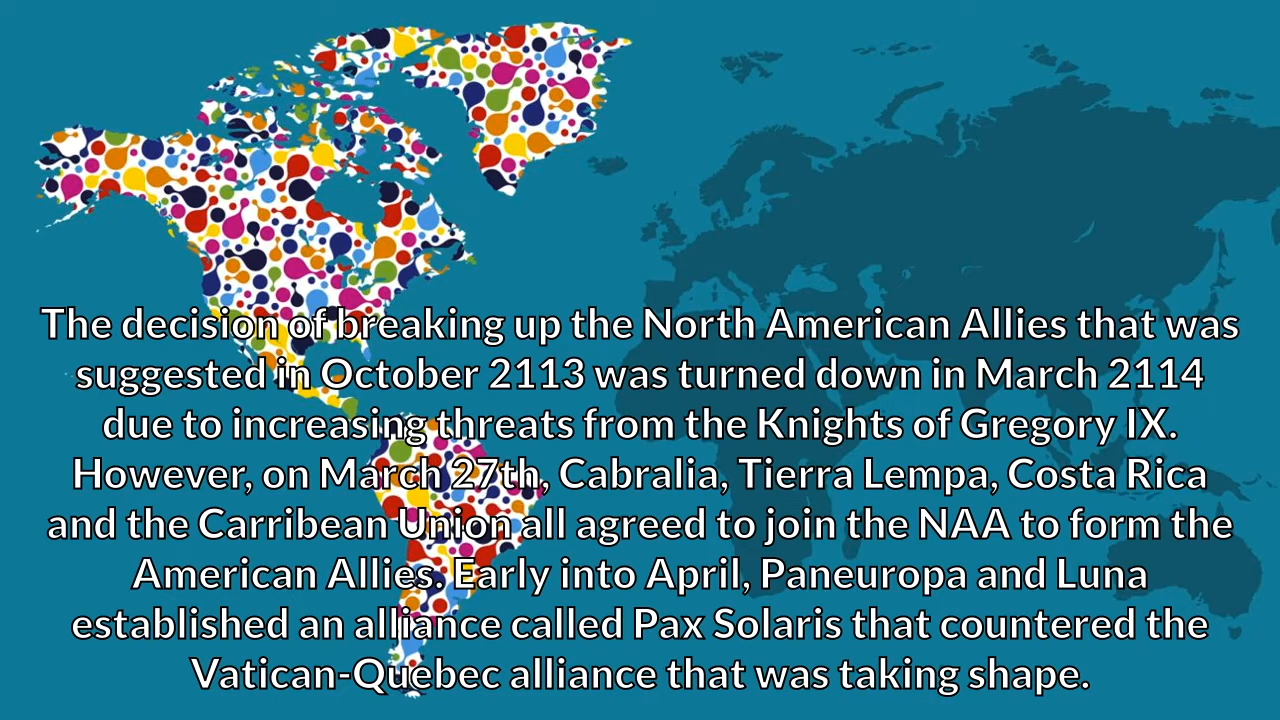 The decision of breaking up the North American Allies that was
suggested in October 2113 was turned down in March 2114
due to increasing threats from the Knights of Gregory IX.
However, on March 27th, Cabralia, Tierra Lempa, Costa Rica
and the Carribean Union all agreed to join the NAA to form the
American Allies. Early into April, Paneuropa and Luna
established an alliance called Pax Solaris that countered the
Vatican-Quebec alliance that was taking shape.